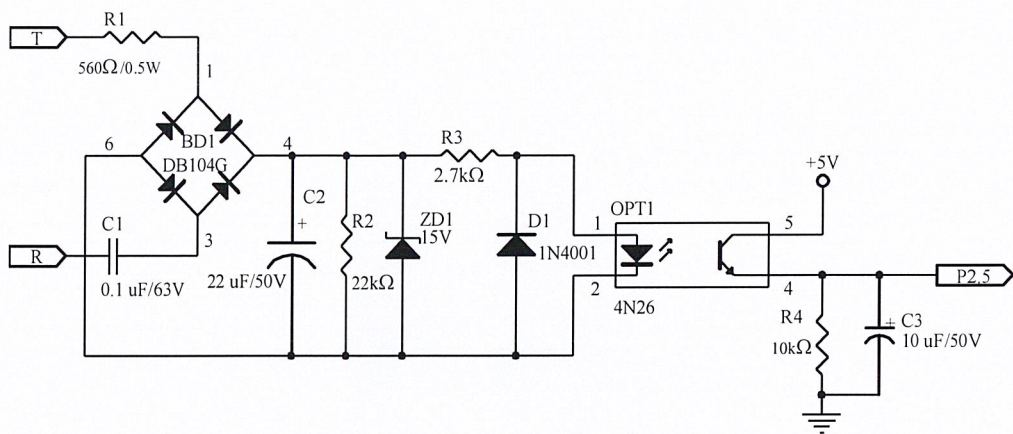 T
R1
560Ω/0.5W
1
6
BD1
DB104G
4
3
R
C1
0.1 uF/63V
C2
+
22 uF/50V
R2
22kΩ
ZD1
15V
R3
2.7kΩ
D1
1N4001
OPT1
1
2
4N26
5
4
+5V
R4
10kΩ
+
C3
10 uF/50V
P2.5